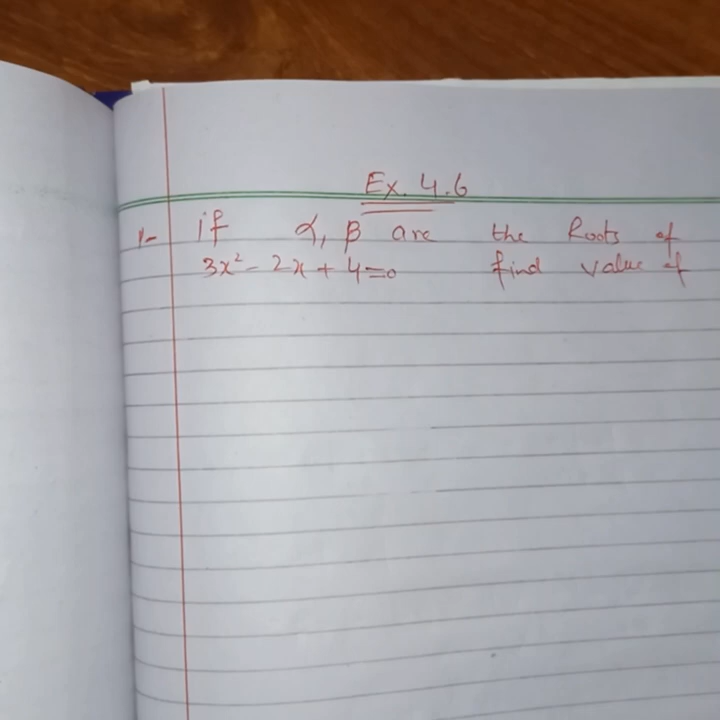 Ex. 4.6
1- if α, β are the Roots of
3x² - 2x + 4 = 0 find value of